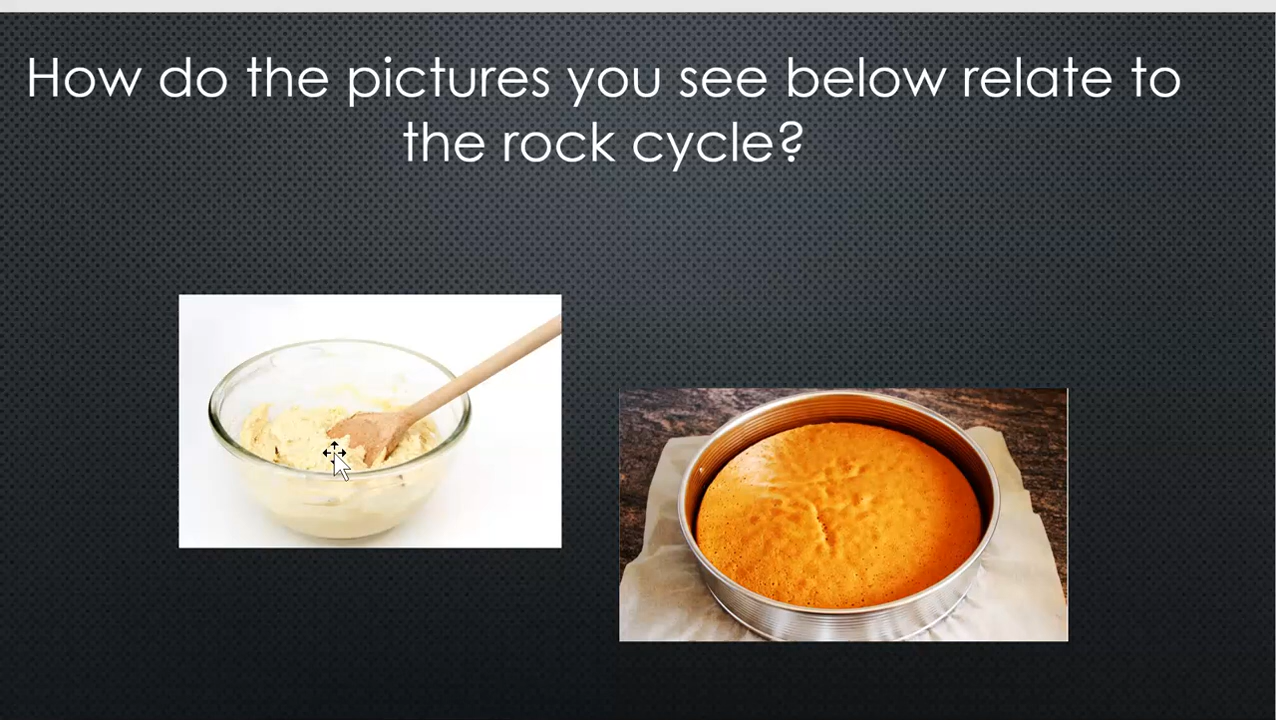 How do the pictures you see below relate to
the rock cycle?